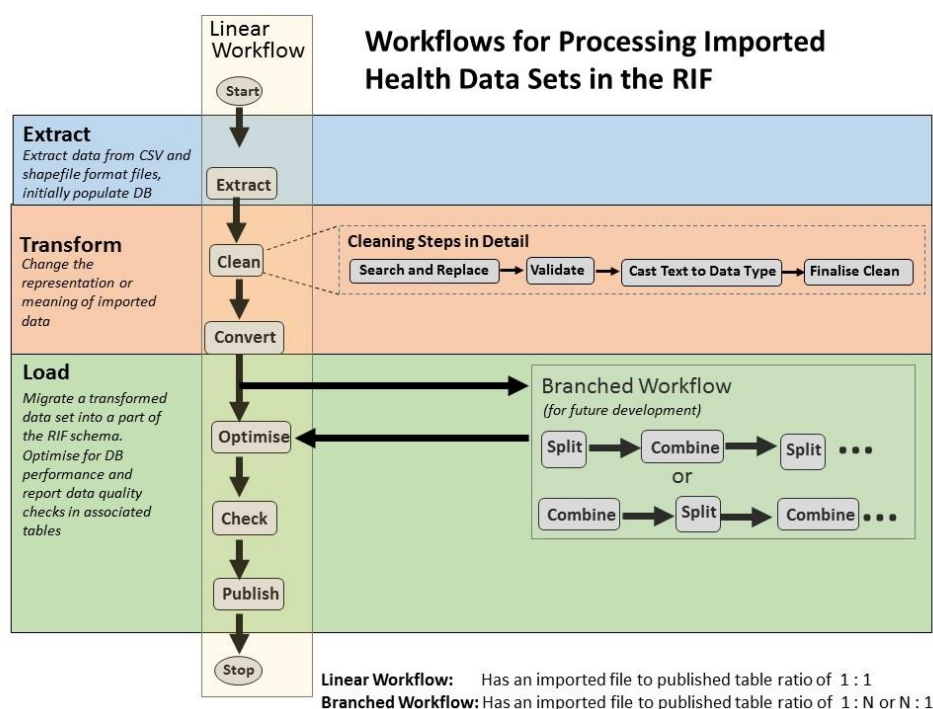 Linear
Workflow
Workflows for Processing Imported
Health Data Sets in the RIF
Start
Extract
Extract data from CSV and
shapefile format files,
initially populate DB
Extract
Transform
Change the
representation or
meaning of imported
data
Clean
Cleaning Steps in Detail
Search and Replace
Validate
Cast Text to Data Type
Finalise Clean
Convert
Load
Migrate a transformed
data set into a part of
the RIF schema.
Optimise for DB
performance and
report data quality
checks in associated
tables
Optimise
Check
Publish
Stop
Branched Workflow
(for future development)
Split
Combine
Split
...
or
Combine
Split
Combine
...
Linear Workflow: Has an imported file to published table ratio of 1 : 1
Branched Workflow: Has an imported file to published table ratio of 1 : N or N : 1